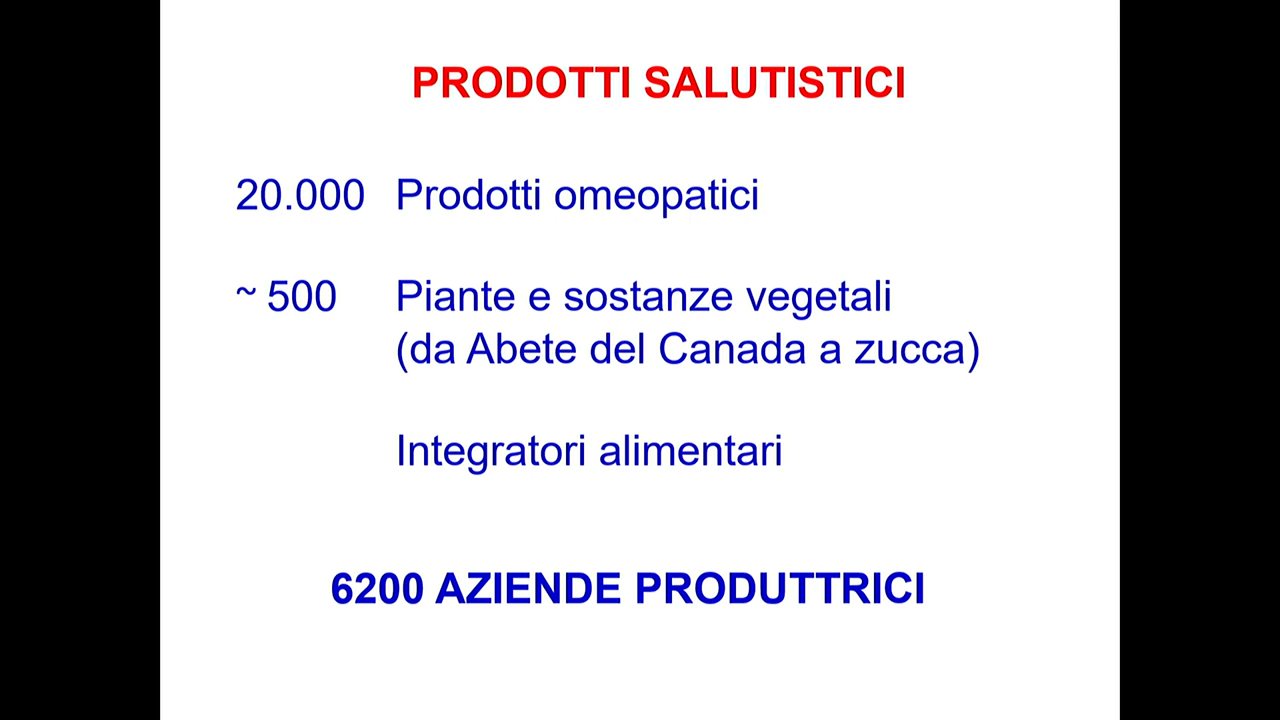 PRODOTTI SALUTISTICI
20.000 Prodotti omeopatici
~ 500 Piante e sostanze vegetali
(da Abete del Canada a zucca)
Integratori alimentari
6200 AZIENDE PRODUTTRICI